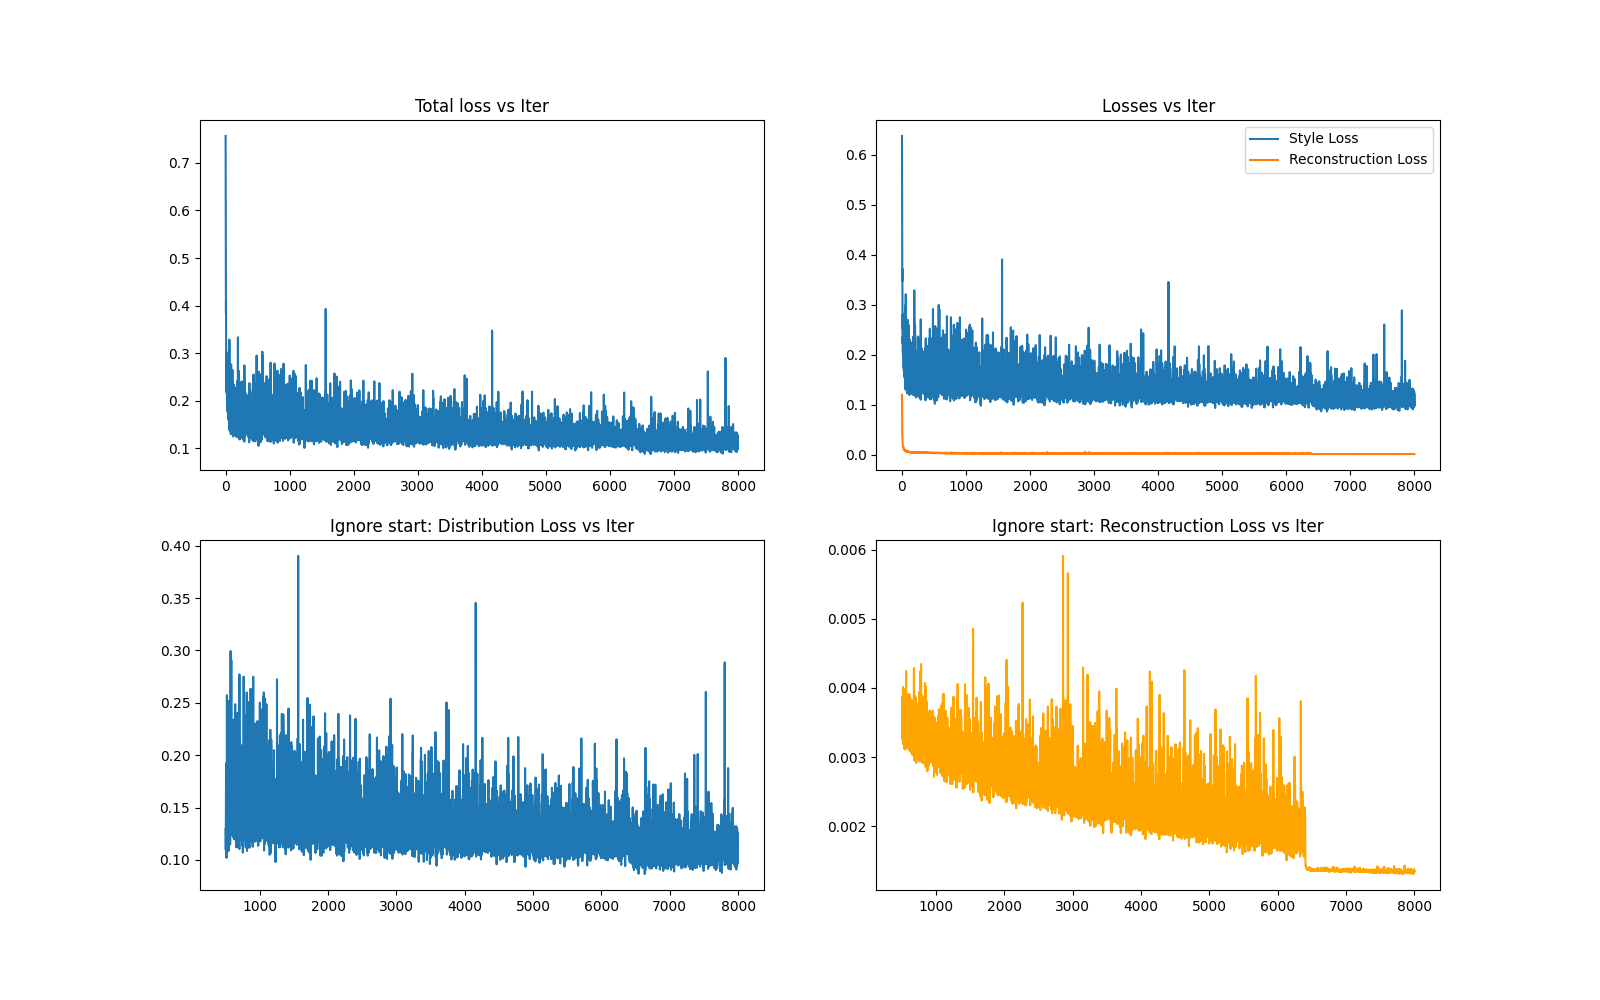 Total loss vs Iter
0.7
0.6
0.5
0.4
0.3
0.2
0.1
0 1000 2000 3000 4000 5000 6000 7000 8000
Losses vs Iter
Style Loss
Reconstruction Loss
0.6
0.5
0.4
0.3
0.2
0.1
0.0
0 1000 2000 3000 4000 5000 6000 7000 8000
Ignore start: Distribution Loss vs Iter
0.40
0.35
0.30
0.25
0.20
0.15
0.10
1000 2000 3000 4000 5000 6000 7000 8000
Ignore start: Reconstruction Loss vs Iter
0.006
0.005
0.004
0.003
0.002
1000 2000 3000 4000 5000 6000 7000 8000